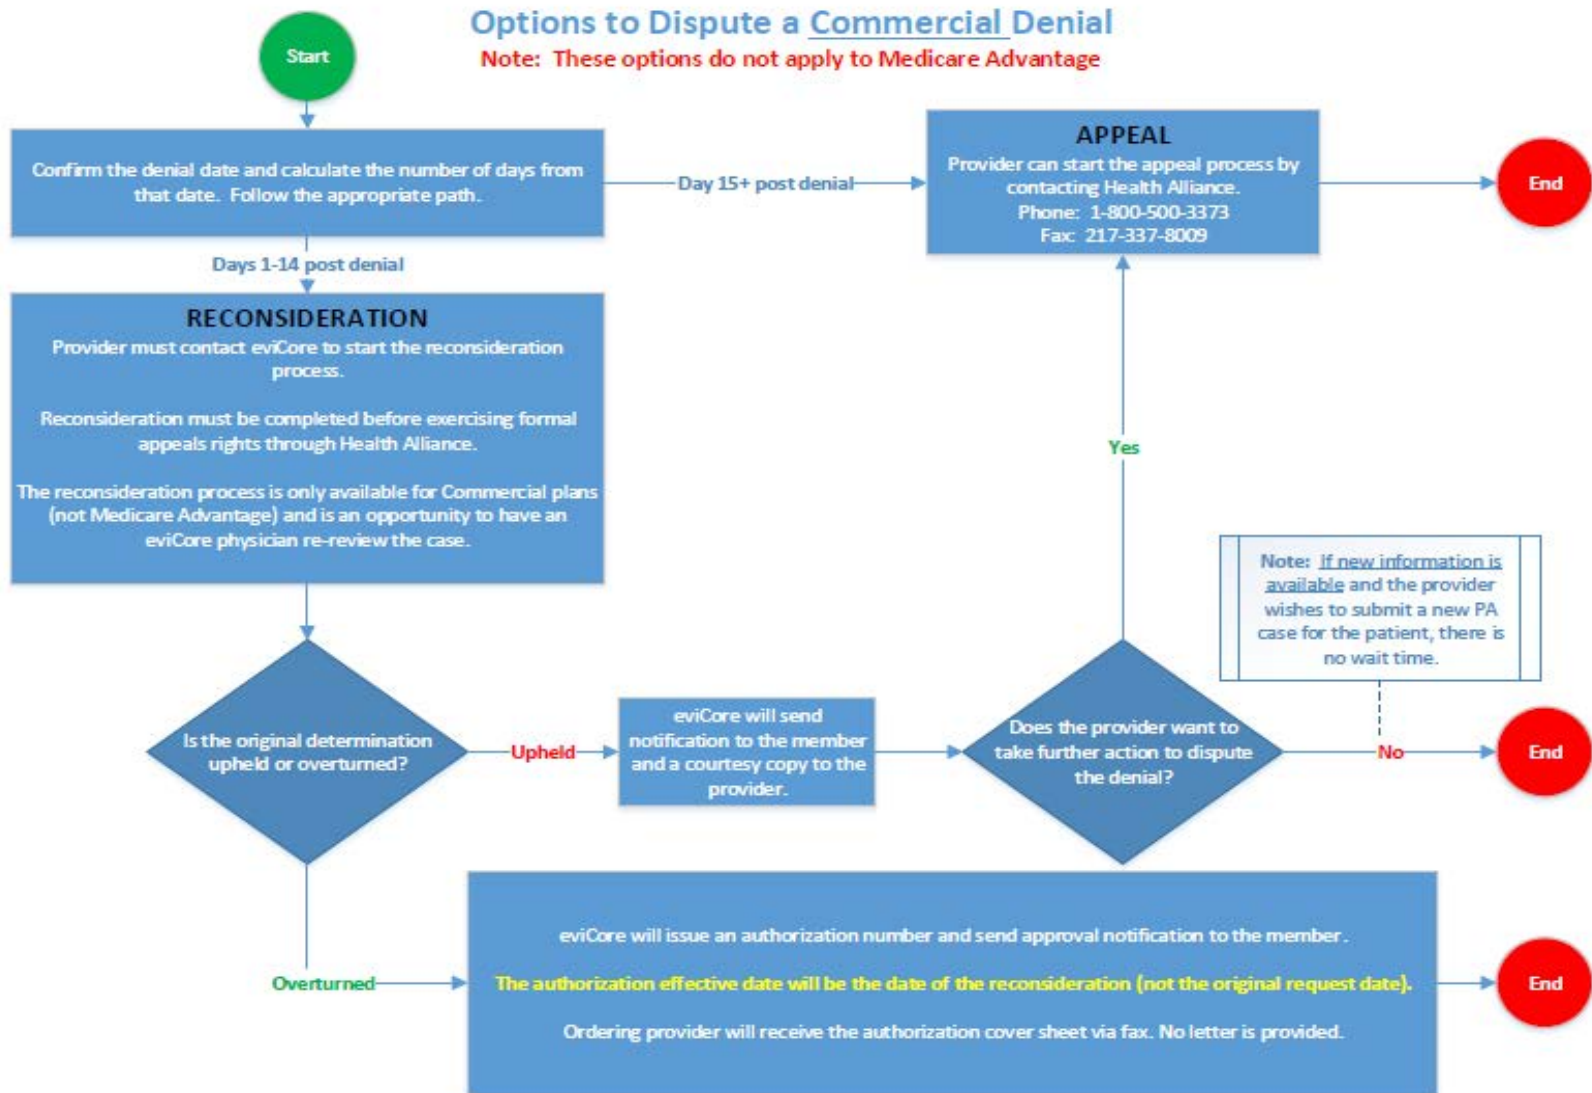 Options to Dispute a Commercial Denial
Note: These options do not apply to Medicare Advantage
Start
Confirm the denial date and calculate the number of days from
that date. Follow the appropriate path.
Day 15+ post denial
APPEAL
Provider can start the appeal process by
contacting Health Alliance.
Phone: 1-800-500-3373
Fax: 217-337-8009
End
Days 1-14 post denial
RECONSIDERATION
Provider must contact eviCore to start the reconsideration
process.
Reconsideration must be completed before exercising formal
appeals rights through Health Alliance.
The reconsideration process is only available for Commercial plans
(not Medicare Advantage) and is an opportunity to have an
eviCore physician re-review the case.
Yes
Note: If new information is
available and the provider
wishes to submit a new PA
case for the patient, there is
no wait time.
Is the original determination
upheld or overturned?
Upheld
eviCore will send
notification to the member
and a courtesy copy to the
provider.
Does the provider want to
take further action to dispute
the denial?
No
End
Overturned
eviCore will issue an authorization number and send approval notification to the member.
The authorization effective date will be the date of the reconsideration (not the original request date).
Ordering provider will receive the authorization cover sheet via fax. No letter is provided.
End